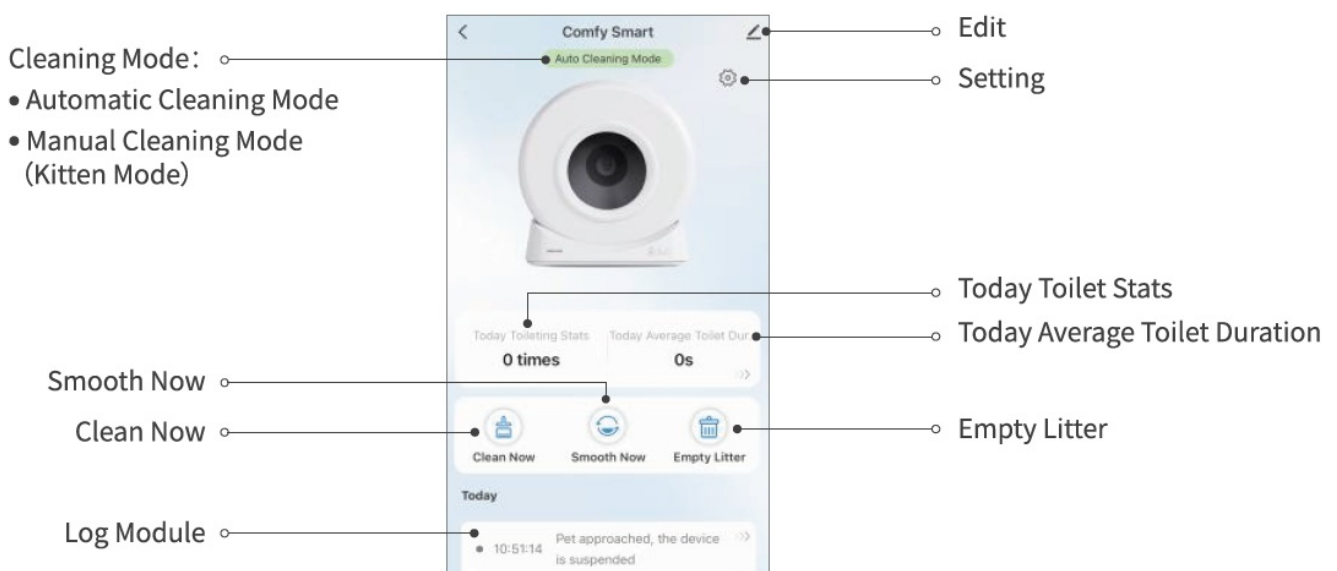 Comfy Smart
Edit
Cleaning Mode：
Auto Cleaning Mode
• Automatic Cleaning Mode
• Manual Cleaning Mode
（Kitten Mode）
Setting
Today Toilet Stats
Today Average Toilet Duration
Today Toileting Stats
Today Average Toilet Dur
0 times
0s
Smooth Now
Clean Now
Empty Litter
Clean Now
Smooth Now
Empty Litter
Today
Log Module
10:51:14
Pet approached, the device
is suspended